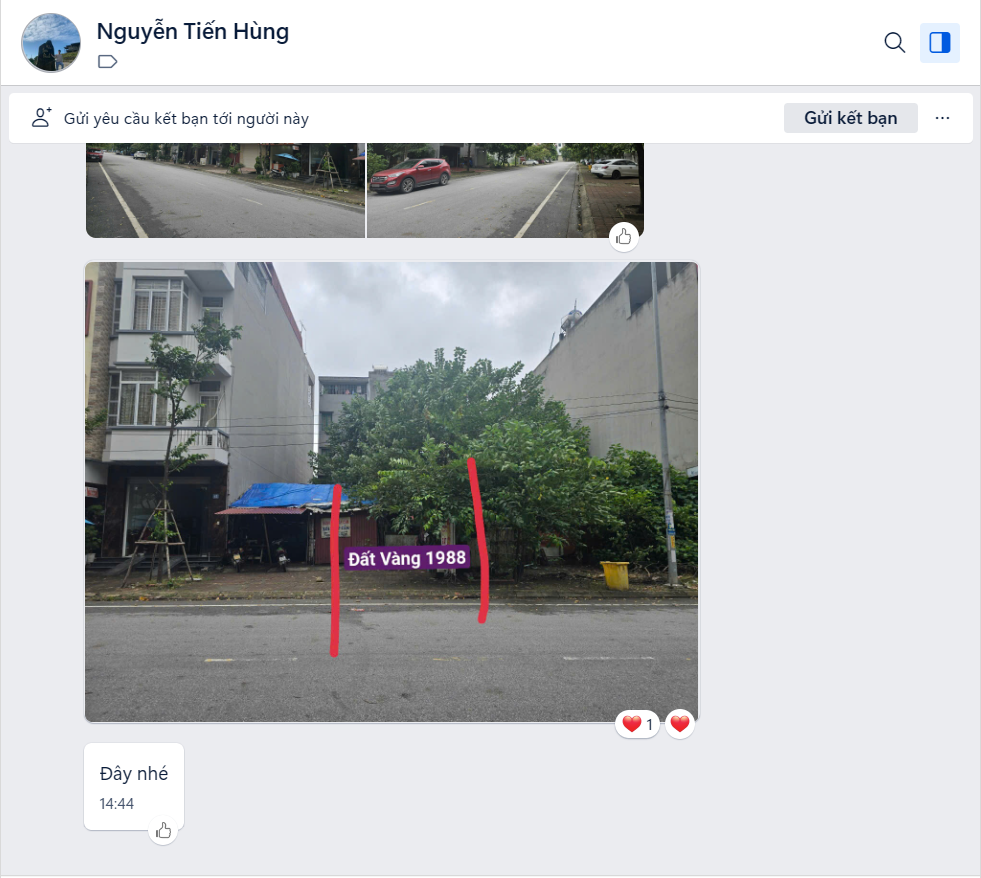 Nguyễn Tiến Hùng
Gửi yêu cầu kết bạn tới người này
Gửi kết bạn
Đất Vàng 1988
1
Đây nhé
14:44